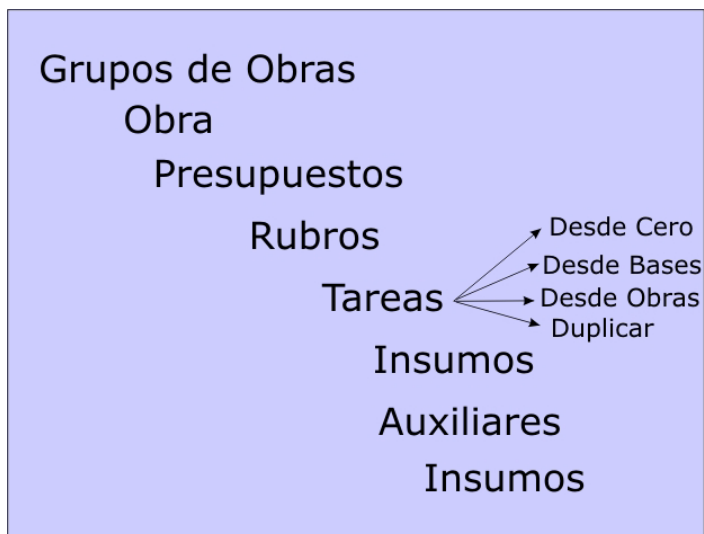 Grupos de Obras
Obra
Presupuestos
Rubros
Desde Cero
Desde Bases
Tareas
Desde Obras
Duplicar
Insumos
Auxiliares
Insumos